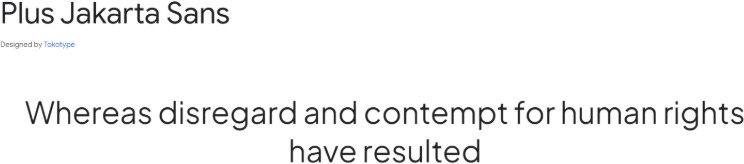 Plus Jakarta Sans
Designed by Tokotype
Whereas disregard and contempt for human rights
have resulted